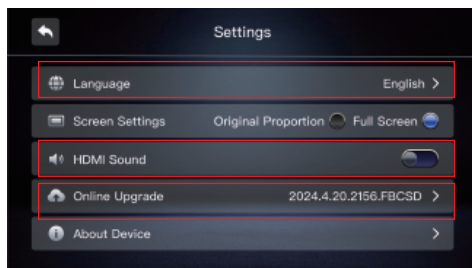 Settings
Language English >
Screen Settings Original Proportion Full Screen
HDMI Sound
Online Upgrade 2024.4.20.2156.FBCSD >
About Device >